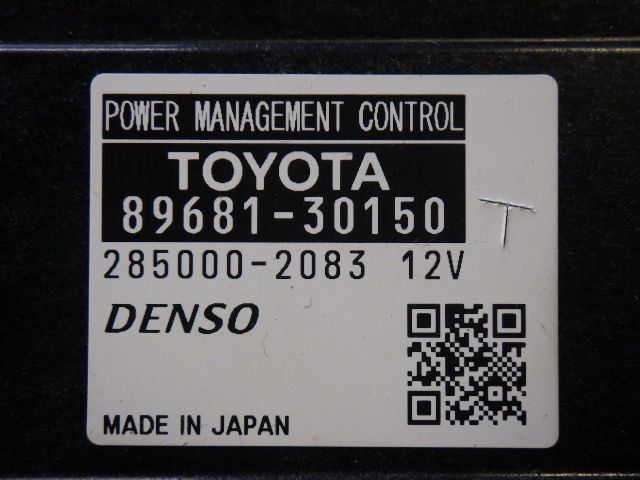 POWER MANAGEMENT CONTROL
TOYOTA
89681-30150
T
285000-2083 12V
DENSO
MADE IN JAPAN